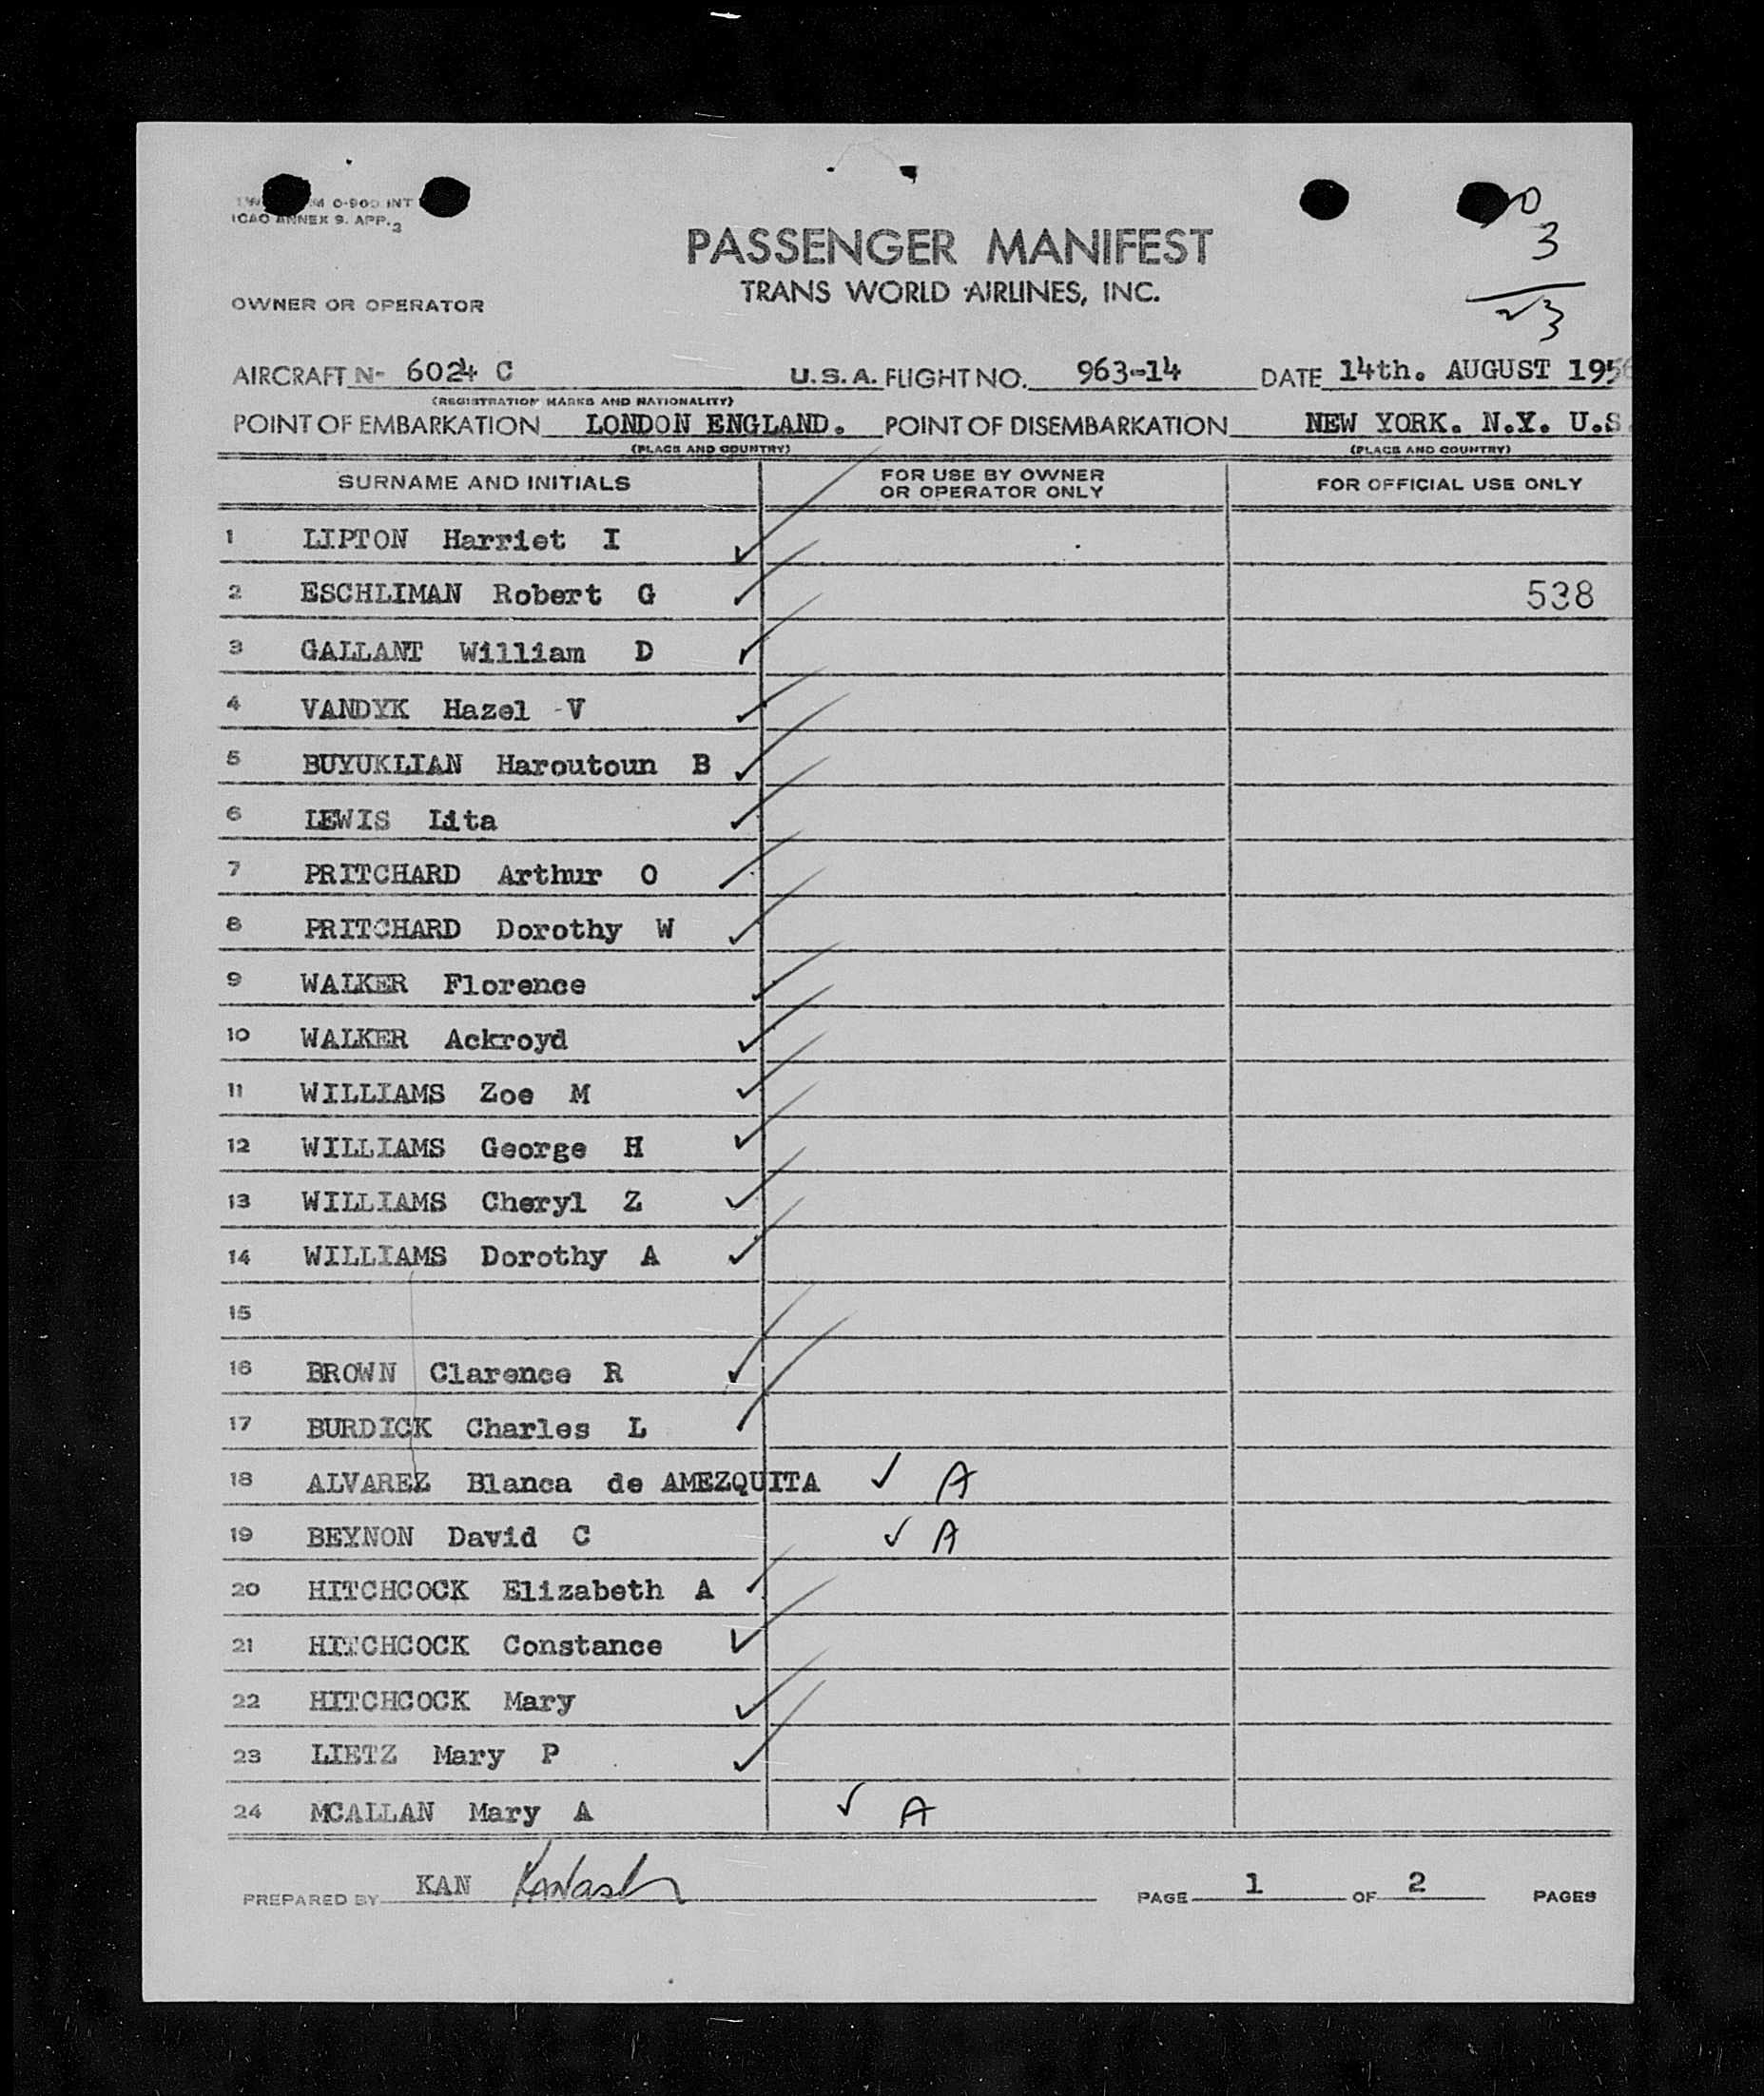 0-900 INT
ICAO ANNEX 9. APP. 2
3
PASSENGER MANIFEST
TRANS WORLD AIRLINES, INC.
3
OWNER OR OPERATOR
AIRCRAFT N- 6024 C U.S.A. FLIGHT NO. 963-14 DATE 14th. AUGUST 195
(REGISTRATION MARKS AND NATIONALITY)
POINT OF EMBARKATION LONDON ENGLAND. POINT OF DISEMBARKATION NEW YORK. N.Y. U.S
(PLACE AND COUNTRY) (PLACE AND COUNTRY)
SURNAME AND INITIALS FOR USE BY OWNER OR OPERATOR ONLY FOR OFFICIAL USE ONLY
1 LIPTON Harriet I ✓
2 ESCHLIMAN Robert G ✓ 538
3 GALLANT William D ✓
4 VANDYK Hazel -V ✓
5 BUYUKLIAN Haroutoun B ✓
6 LEWIS Lita ✓
7 PRITCHARD Arthur O ✓
8 PRITCHARD Dorothy W ✓
9 WALKER Florence ✓
10 WALKER Ackroyd ✓
11 WILLIAMS Zoe M ✓
12 WILLIAMS George H ✓
13 WILLIAMS Cheryl Z ✓
14 WILLIAMS Dorothy A ✓
15
16 BROWN Clarence R ✓
17 BURDICK Charles L ✓
18 ALVAREZ Blanca de AMEZQUITA ✓ A
19 BEYNON David C ✓ A
20 HITCHCOCK Elizabeth A ✓
21 HITCHCOCK Constance ✓
22 HITCHCOCK Mary ✓
23 LIETZ Mary P ✓
24 MCALLAN Mary A ✓ A
PREPARED BY KAN PAGE 1 OF 2 PAGES